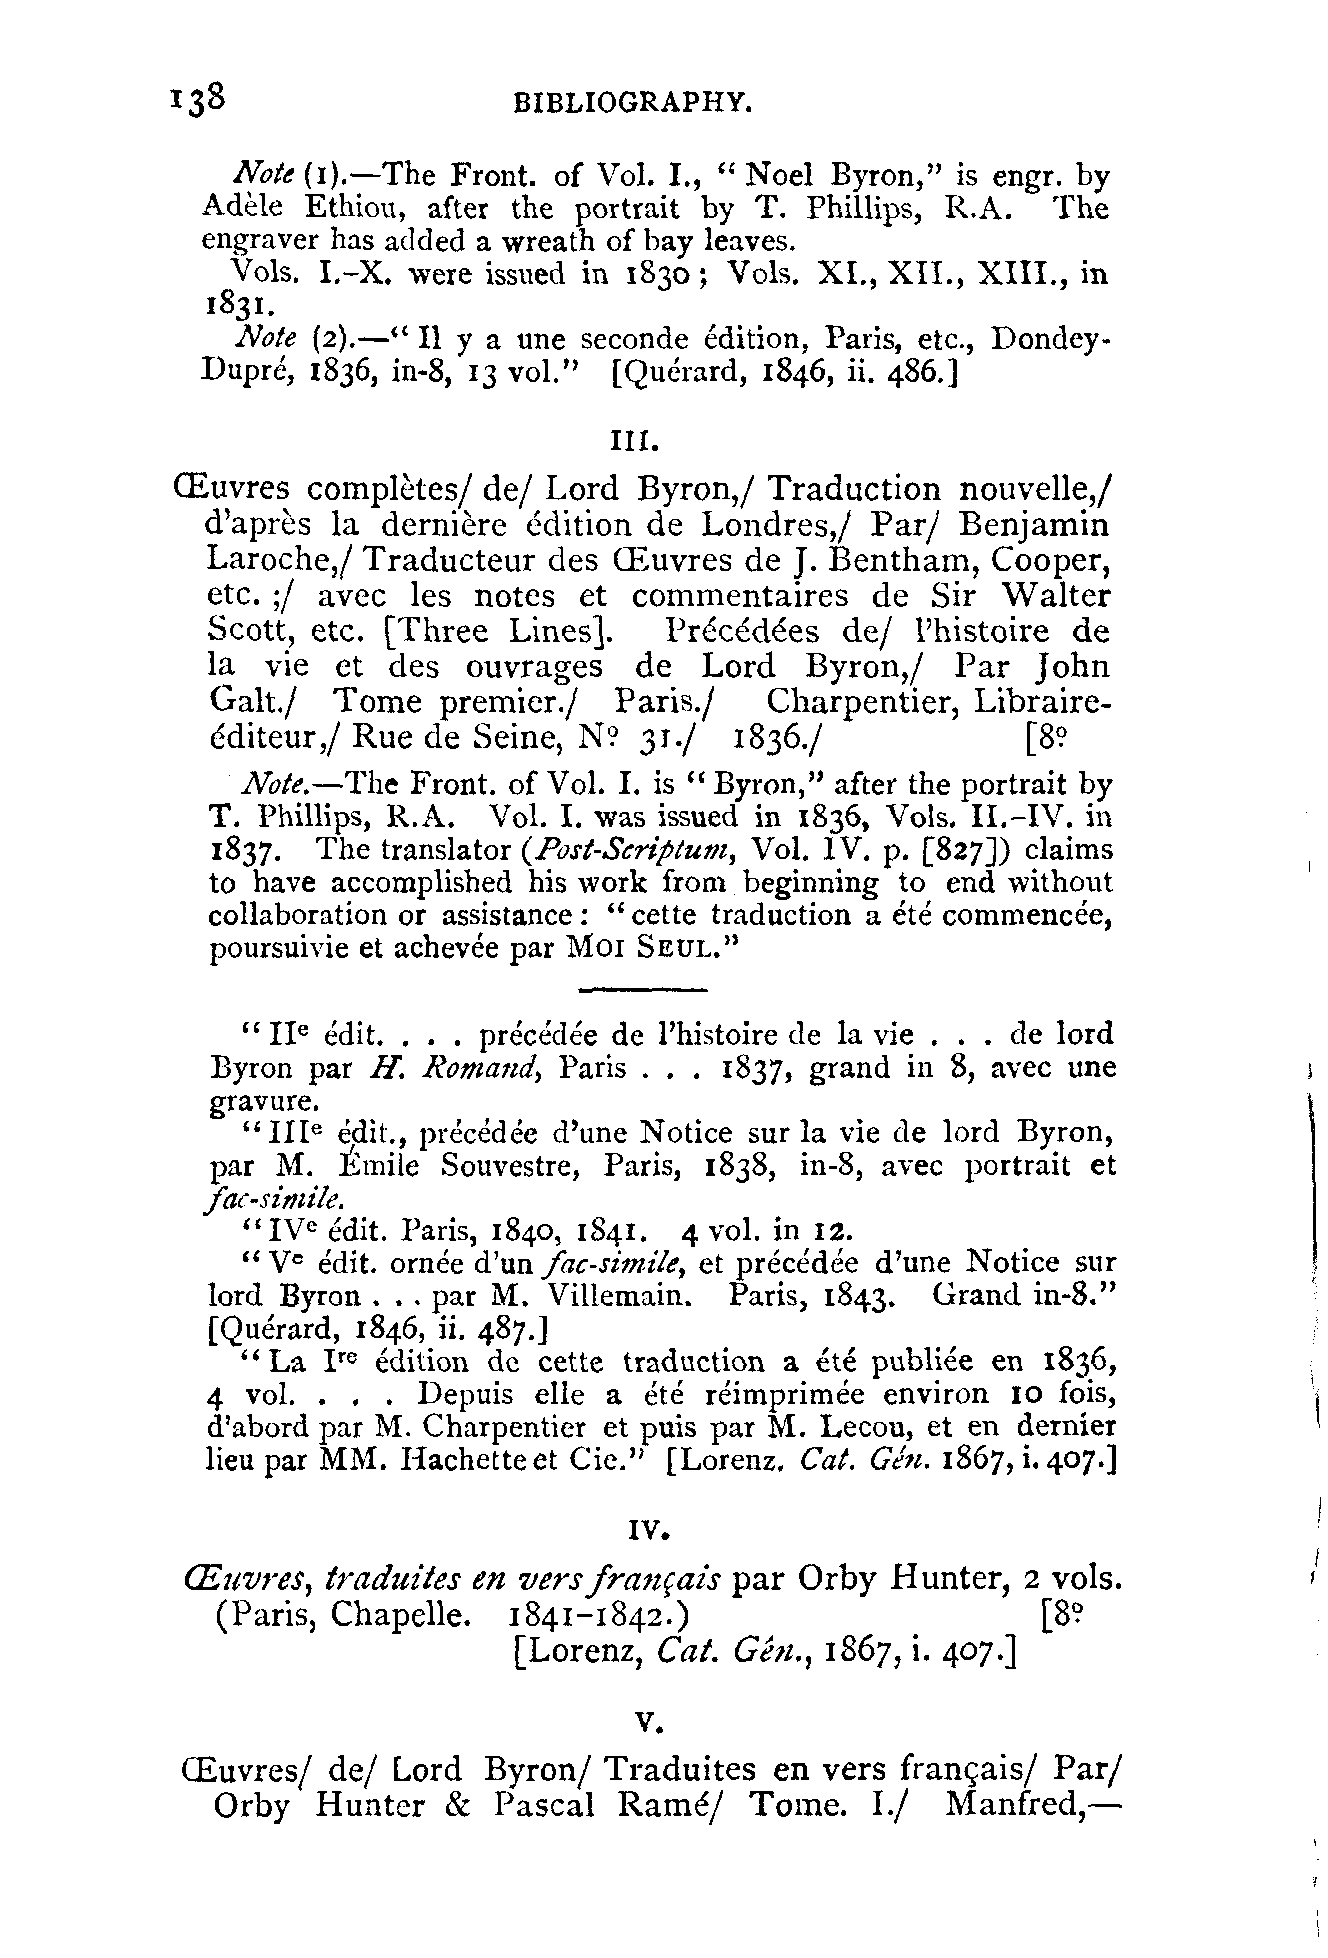 138 BIBLIOGRAPHY.
Note (1).—The Front. of Vol. I., “ Noel Byron,” is engr. by
Adèle Ethiou, after the portrait by T. Phillips, R.A. The
engraver has added a wreath of bay leaves.
Vols. I.–X. were issued in 1830 ; Vols. XI., XII., XIII., in
1831.
Note (2).—“ Il y a une seconde édition, Paris, etc., Dondey-
Dupré, 1836, in-8, 13 vol.” [Quérard, 1846, ii. 486.]
III.
Œuvres complètes/ de/ Lord Byron,/ Traduction nouvelle,/
d’après la dernière édition de Londres,/ Par/ Benjamin
Laroche,/ Traducteur des Œuvres de J. Bentham, Cooper,
etc. ;/ avec les notes et commentaires de Sir Walter
Scott, etc. [Three Lines]. Précédées de/ l’histoire de
la vie et des ouvrages de Lord Byron,/ Par John
Galt./ Tome premier./ Paris./ Charpentier, Libraire-
éditeur,/ Rue de Seine, Nº 31./ 1836./ [8º
Note.—The Front. of Vol. I. is “ Byron,” after the portrait by
T. Phillips, R.A. Vol. I. was issued in 1836, Vols. II.–IV. in
1837. The translator (Post-Scriptum, Vol. IV. p. [827]) claims
to have accomplished his work from beginning to end without
collaboration or assistance : “ cette traduction a été commencée,
poursuivie et achevée par MOI SEUL.”
“ IIe édit. . . . précédée de l’histoire de la vie . . . de lord
Byron par H. Romand, Paris . . . 1837, grand in 8, avec une
gravure.
“ IIIe édit., précédée d’une Notice sur la vie de lord Byron,
par M. Émile Souvestre, Paris, 1838, in-8, avec portrait et
fac-simile.
“ IVe édit. Paris, 1840, 1841. 4 vol. in 12.
“ Ve édit. ornée d’un fac-simile, et précédée d’une Notice sur
lord Byron . . . par M. Villemain. Paris, 1843. Grand in-8.”
[Quérard, 1846, ii. 487.]
“ La Ire édition de cette traduction a été publiée en 1836,
4 vol. . . . Depuis elle a été réimprimée environ 10 fois,
d’abord par M. Charpentier et puis par M. Lecou, et en dernier
lieu par MM. Hachette et Cie.” [Lorenz. Cat. Gén. 1867, i. 407.]
IV.
Œuvres, traduites en vers français par Orby Hunter, 2 vols.
(Paris, Chapelle. 1841–1842.) [8º
[Lorenz, Cat. Gén., 1867, i. 407.]
V.
Œuvres/ de/ Lord Byron/ Traduites en vers français/ Par/
Orby Hunter & Pascal Ramé/ Tome. I./ Manfred,—